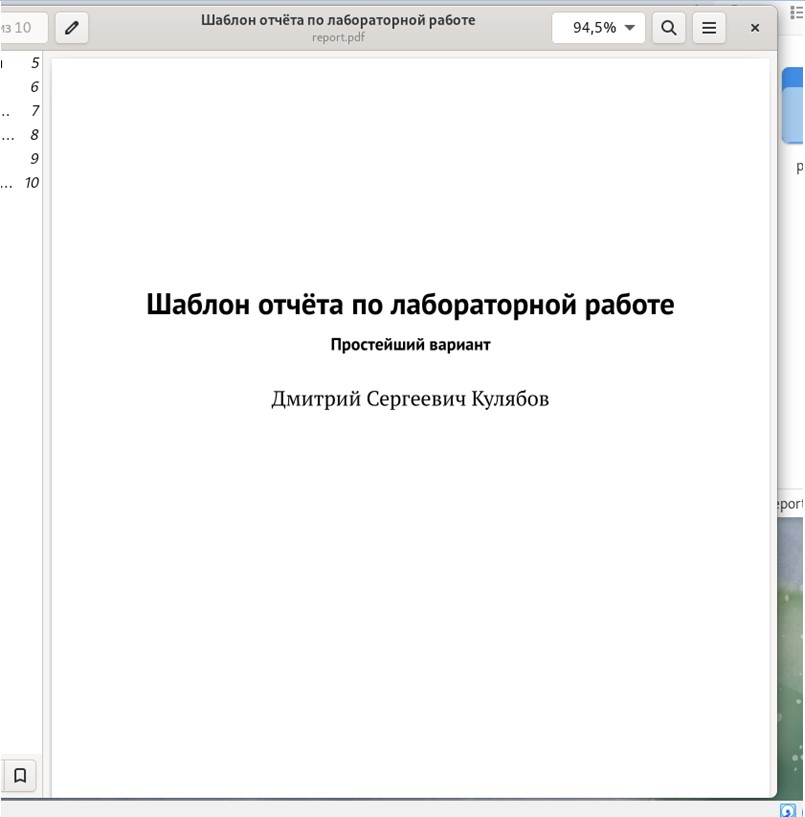 из 10
Шаблон отчёта по лабораторной работе
report.pdf
94,5%
5
6
... 7
... 8
9
... 10
Шаблон отчёта по лабораторной работе
Простейший вариант
Дмитрий Сергеевич Кулябов